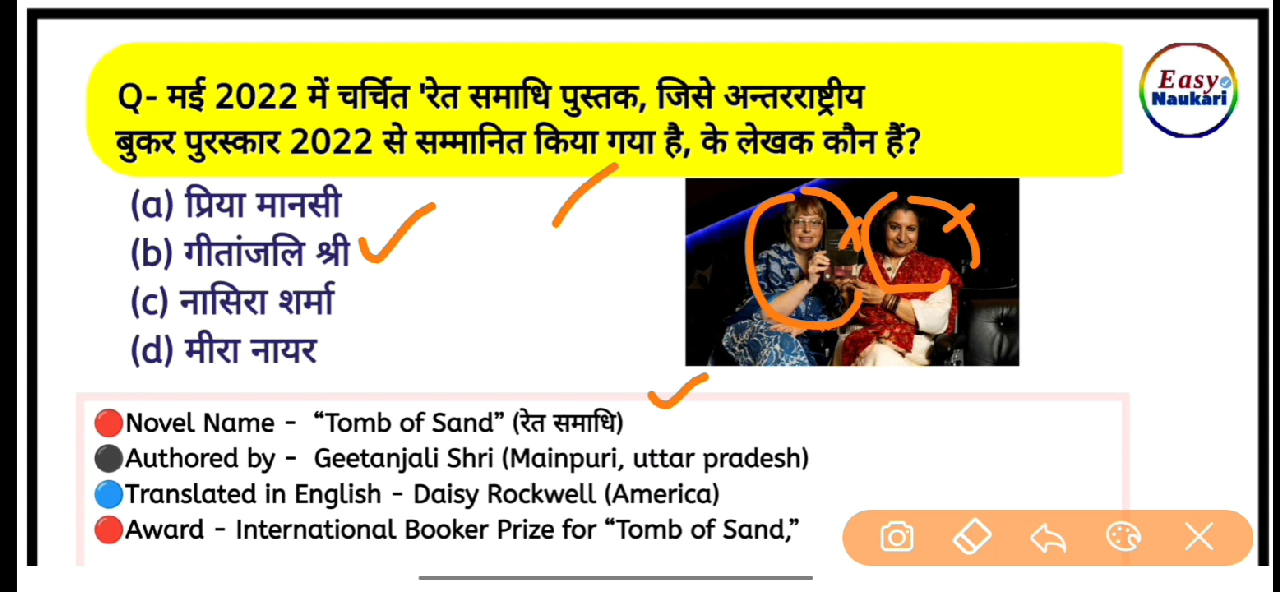 Q- मई 2022 में चर्चित 'रेत समाधि पुस्तक, जिसे अन्तरराष्ट्रीय
बुकर पुरस्कार 2022 से सम्मानित किया गया है, के लेखक कौन हैं?
Easy
Naukari
(a) प्रिया मानसी
(b) गीतांजलि श्री
(c) नासिरा शर्मा
(d) मीरा नायर
Novel Name - “Tomb of Sand” (रेत समाधि)
Authored by - Geetanjali Shri (Mainpuri, uttar pradesh)
Translated in English - Daisy Rockwell (America)
Award - International Booker Prize for “Tomb of Sand,”